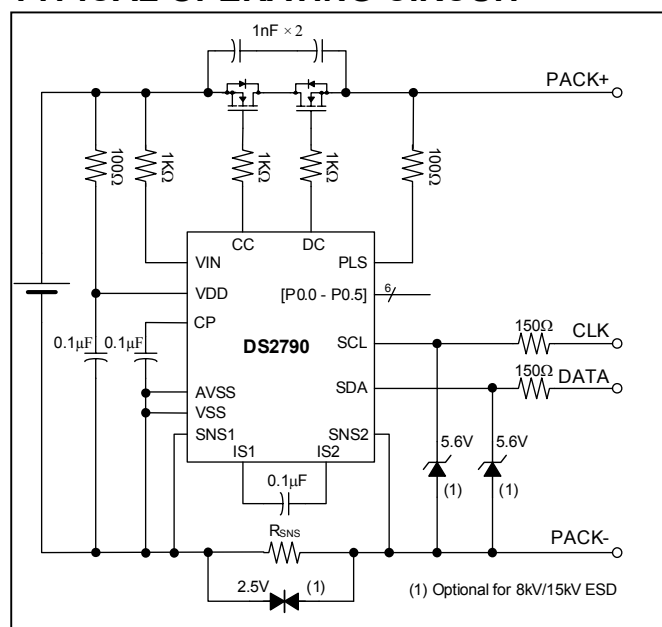 TYPICAL OPERATING CIRCUIT
1nF × 2
PACK+
100Ω
1KΩ
1KΩ
1KΩ
100Ω
CC
DC
VIN
PLS
VDD
[P0.0 - P0.5]
6
CP
0.1µF
0.1µF
DS2790
SCL
150Ω
CLK
SDA
150Ω
DATA
AVSS
VSS
SNS1
SNS2
IS1
IS2
5.6V
5.6V
(1)
(1)
0.1µF
RSNS
PACK-
2.5V
(1)
(1) Optional for 8kV/15kV ESD